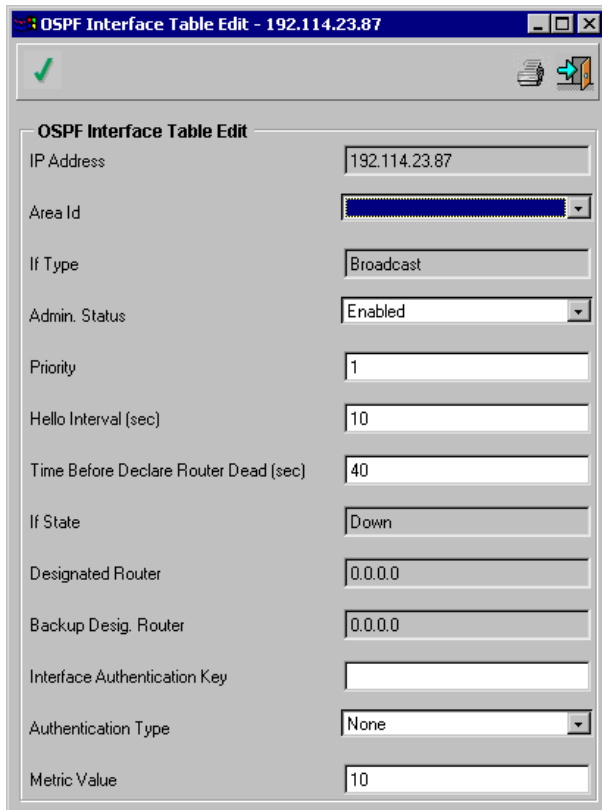 OSPF Interface Table Edit - 192.114.23.87
OSPF Interface Table Edit
IP Address 192.114.23.87
Area Id
If Type Broadcast
Admin. Status Enabled
Priority 1
Hello Interval (sec) 10
Time Before Declare Router Dead (sec) 40
If State Down
Designated Router 0.0.0.0
Backup Desig. Router 0.0.0.0
Interface Authentication Key
Authentication Type None
Metric Value 10